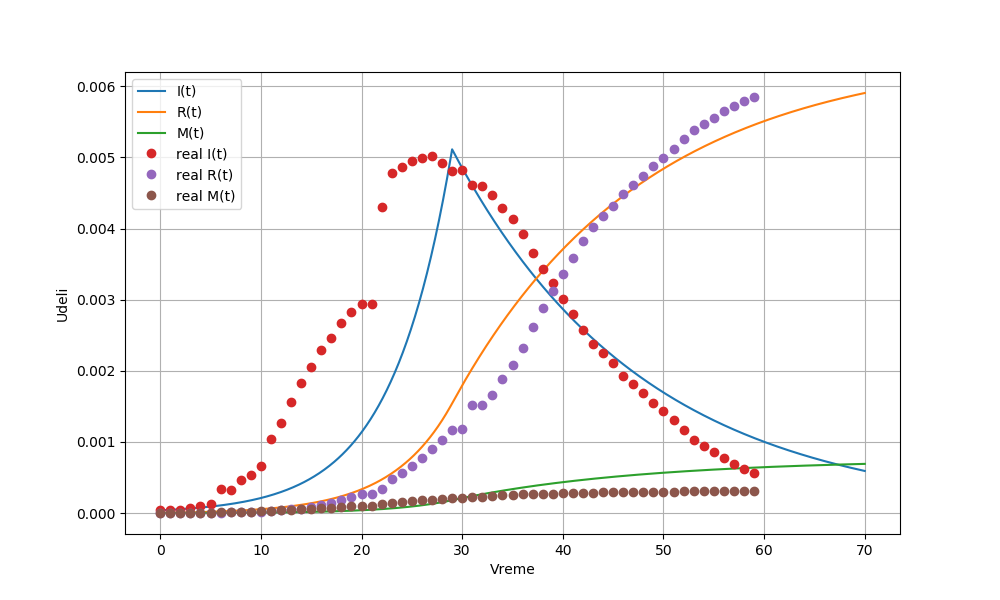 0.006
0.005
0.004
0.003
0.002
0.001
0.000
Udeli
I(t)
R(t)
M(t)
real I(t)
real R(t)
real M(t)
0 10 20 30 40 50 60 70
Vreme